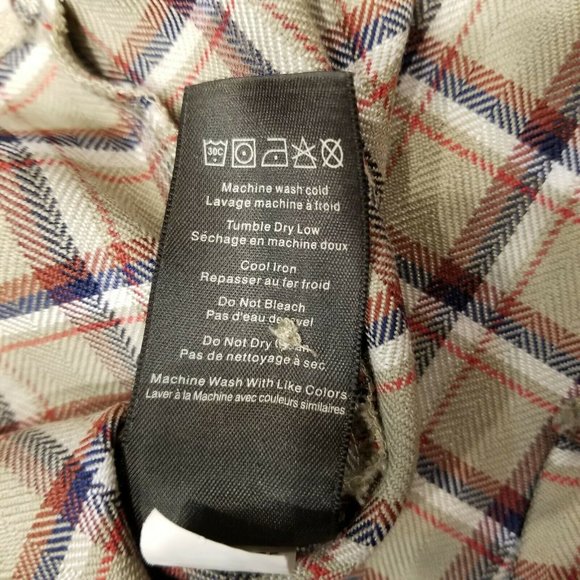 30C
Machine wash cold
Lavage machine à froid
Tumble Dry Low
Séchage en machine doux
Cool Iron
Repasser au fer froid
Do Not Bleach
Pas d'eau de
Do Not Dry
Pas de nettoyage à sec
Machine Wash With Like Colors
Laver à la Machine avec couleurs similaires